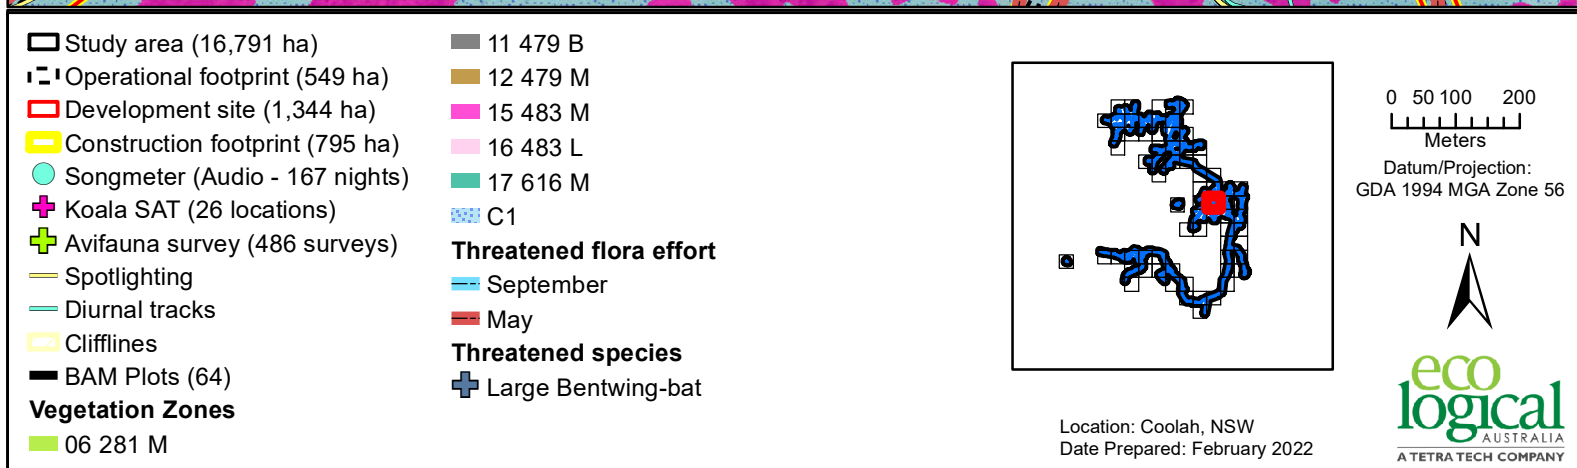 Study area (16,791 ha)
Operational footprint (549 ha)
Development site (1,344 ha)
Construction footprint (795 ha)
Songmeter (Audio - 167 nights)
Koala SAT (26 locations)
Avifauna survey (486 surveys)
Spotlighting
Diurnal tracks
Clifflines
BAM Plots (64)
Vegetation Zones
06 281 M
11 479 B
12 479 M
15 483 M
16 483 L
17 616 M
C1
Threatened flora effort
September
May
Threatened species
Large Bentwing-bat
Location: Coolah, NSW
Date Prepared: February 2022
0 50 100 200
Meters
Datum/Projection:
GDA 1994 MGA Zone 56
N
eco
logical
AUSTRALIA
A TETRA TECH COMPANY